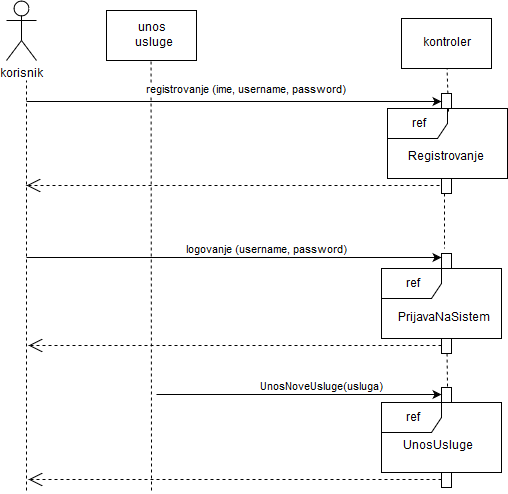 unos
usluge
kontroler
korisnik
registrovanje (ime, username, password)
ref
Registrovanje
logovanje (username, password)
ref
PrijavaNaSistem
UnosNoveUsluge(usluga)
ref
UnosUsluge